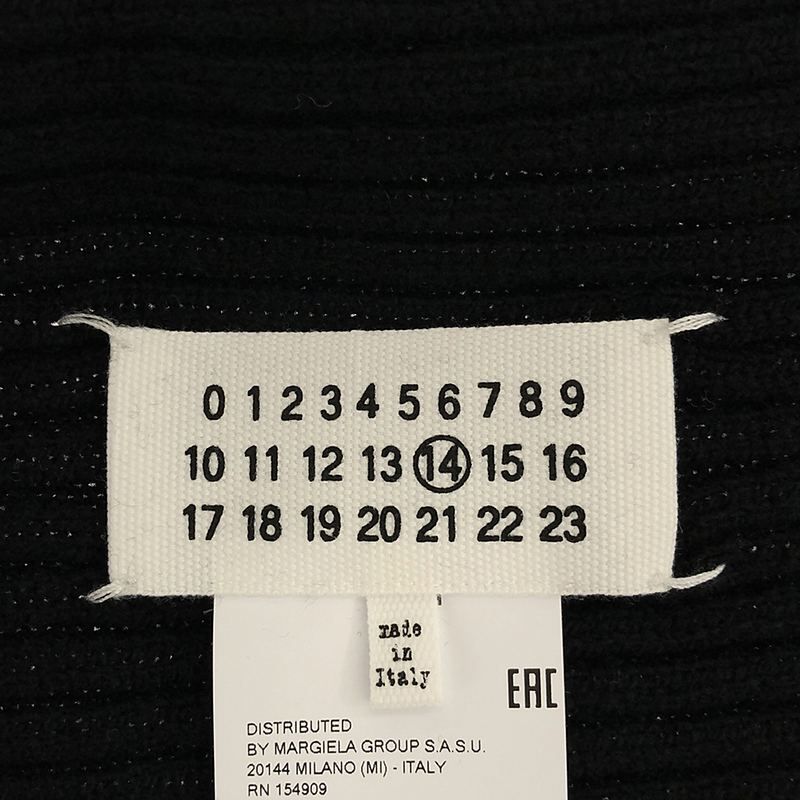 0 1 2 3 4 5 6 7 8 9
10 11 12 13 14 15 16
17 18 19 20 21 22 23
made
in
Italy
EAC
DISTRIBUTED
BY MARGIELA GROUP S.A.S.U.
20144 MILANO (MI) - ITALY
RN 154909